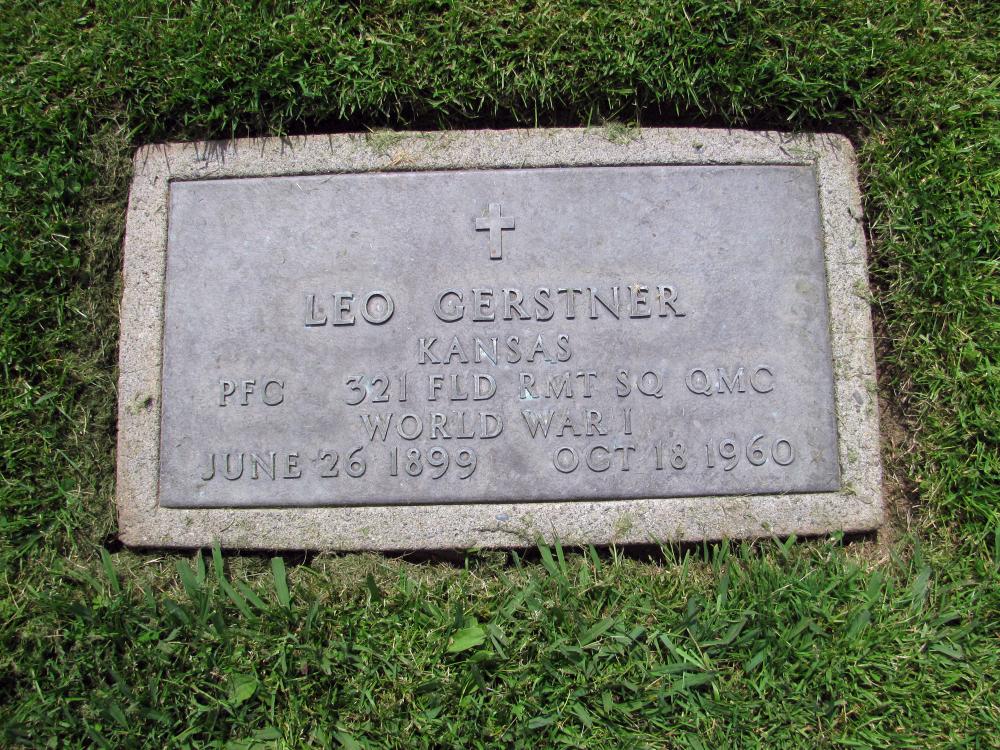 LEO GERSTNER
KANSAS
PFC 321 FLD RMT SQ QMC
WORLD WAR I
JUNE 26 1899 OCT 18 1960